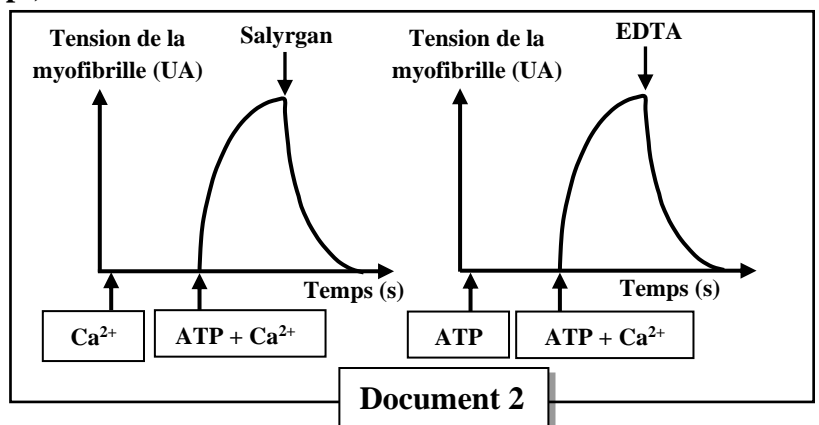 Tension de la
myofibrille (UA)
Salyrgan
Temps (s)
Ca²⁺
ATP + Ca²⁺
Tension de la
myofibrille (UA)
EDTA
Temps (s)
ATP
ATP + Ca²⁺
Document 2